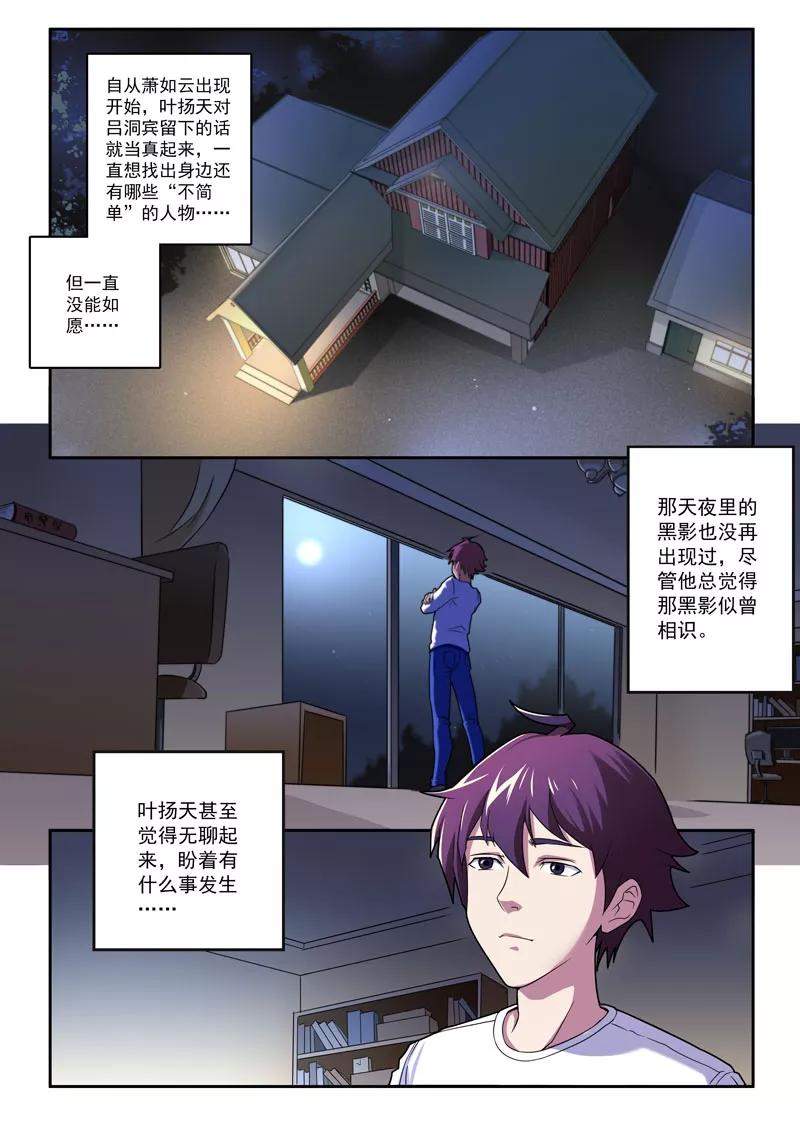 自从萧如云出现
开始，叶扬天对
吕洞宾留下的话
就当真起来，一
直想找出身边还
有哪些“不简
单”的人物……
但一直
没能如
愿……
那天夜里的
黑影也没再
出现过，尽
管他总觉得
那黑影似曾
相识。
叶扬天甚至
觉得无聊起
来，盼着有
什么事发生
……